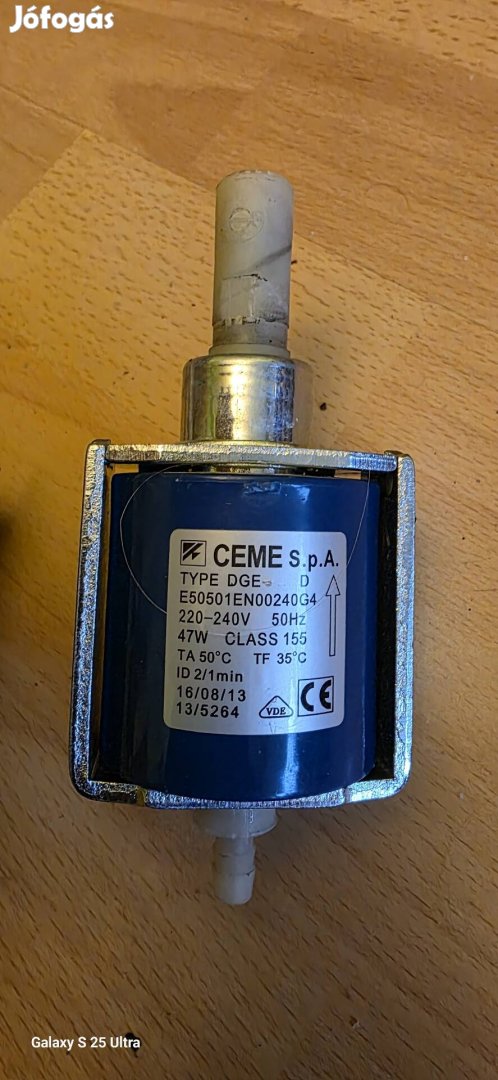 Jófogás
CEME S.p.A.
TYPE DGE- D
E50501EN00240G4
220-240V 50Hz
47W CLASS 155
TA 50°C TF 35°C
ID 2/1min
16/08/13
13/5264
VDE
CE
Galaxy S 25 Ultra